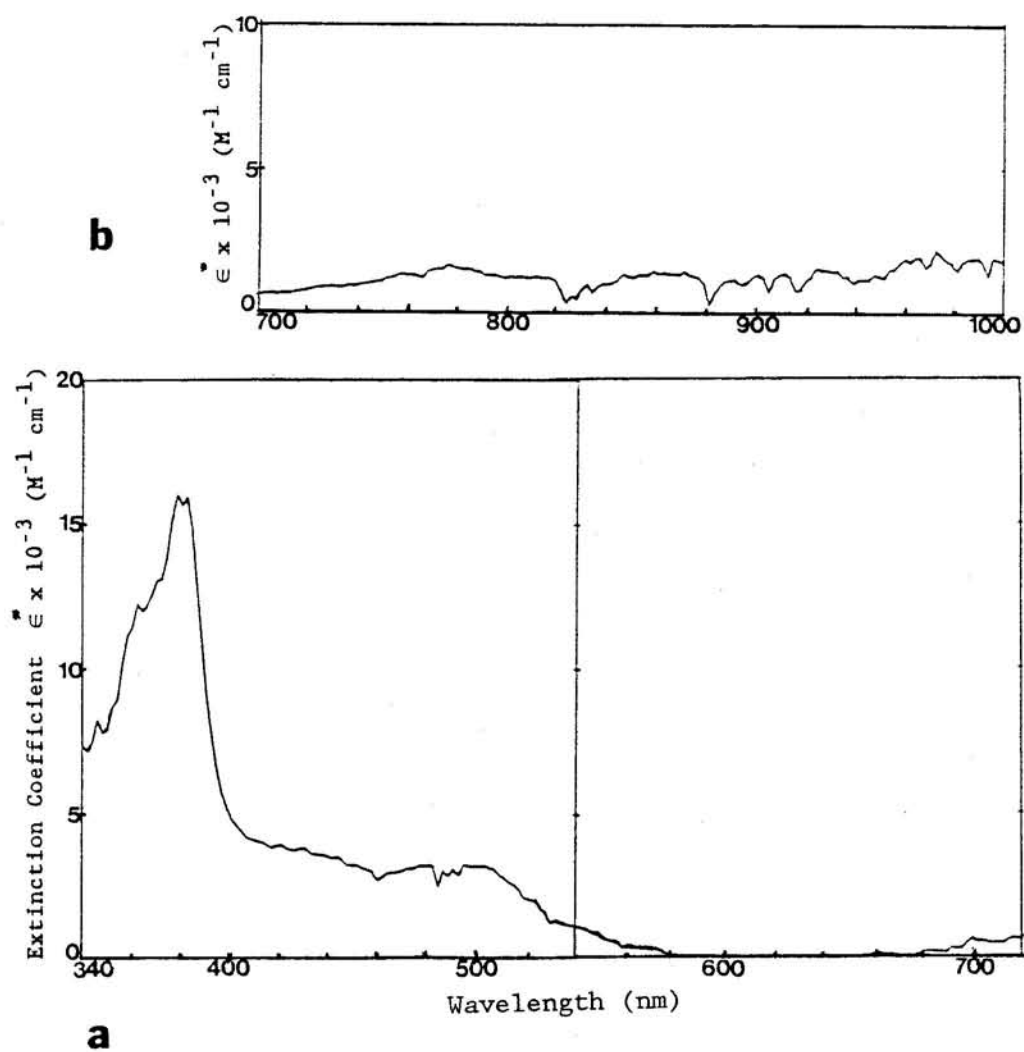 b
ϵ* x 10⁻³ (M⁻¹ cm⁻¹)
10
5
0
700 800 900 1000
a
Extinction Coefficient ϵ* x 10⁻³ (M⁻¹ cm⁻¹)
20
15
10
5
0
340 400 500 600 700
Wavelength (nm)